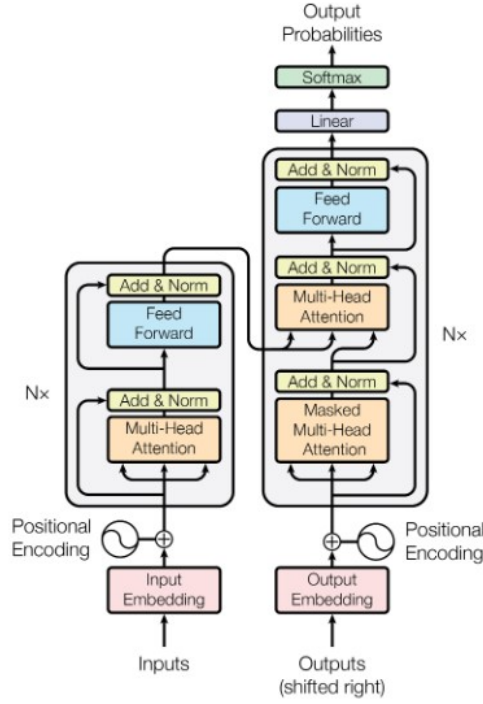 Output
Probabilities
Softmax
Linear
Add & Norm
Feed
Forward
Add & Norm
Multi-Head
Attention
Add & Norm
Masked
Multi-Head
Attention
N×
Positional
Encoding
Output
Embedding
Outputs
(shifted right)
Add & Norm
Feed
Forward
N×
Add & Norm
Multi-Head
Attention
Positional
Encoding
Input
Embedding
Inputs